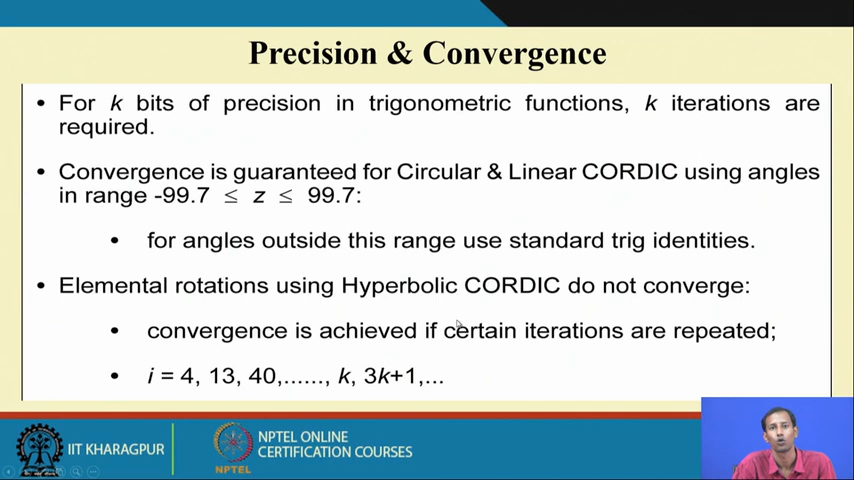 Precision & Convergence
• For k bits of precision in trigonometric functions, k iterations are
required.
• Convergence is guaranteed for Circular & Linear CORDIC using angles
in range -99.7 ≤ z ≤ 99.7:
• for angles outside this range use standard trig identities.
• Elemental rotations using Hyperbolic CORDIC do not converge:
• convergence is achieved if certain iterations are repeated;
• i = 4, 13, 40,......, k, 3k+1,...
IIT KHARAGPUR
NPTEL
NPTEL ONLINE
CERTIFICATION COURSES